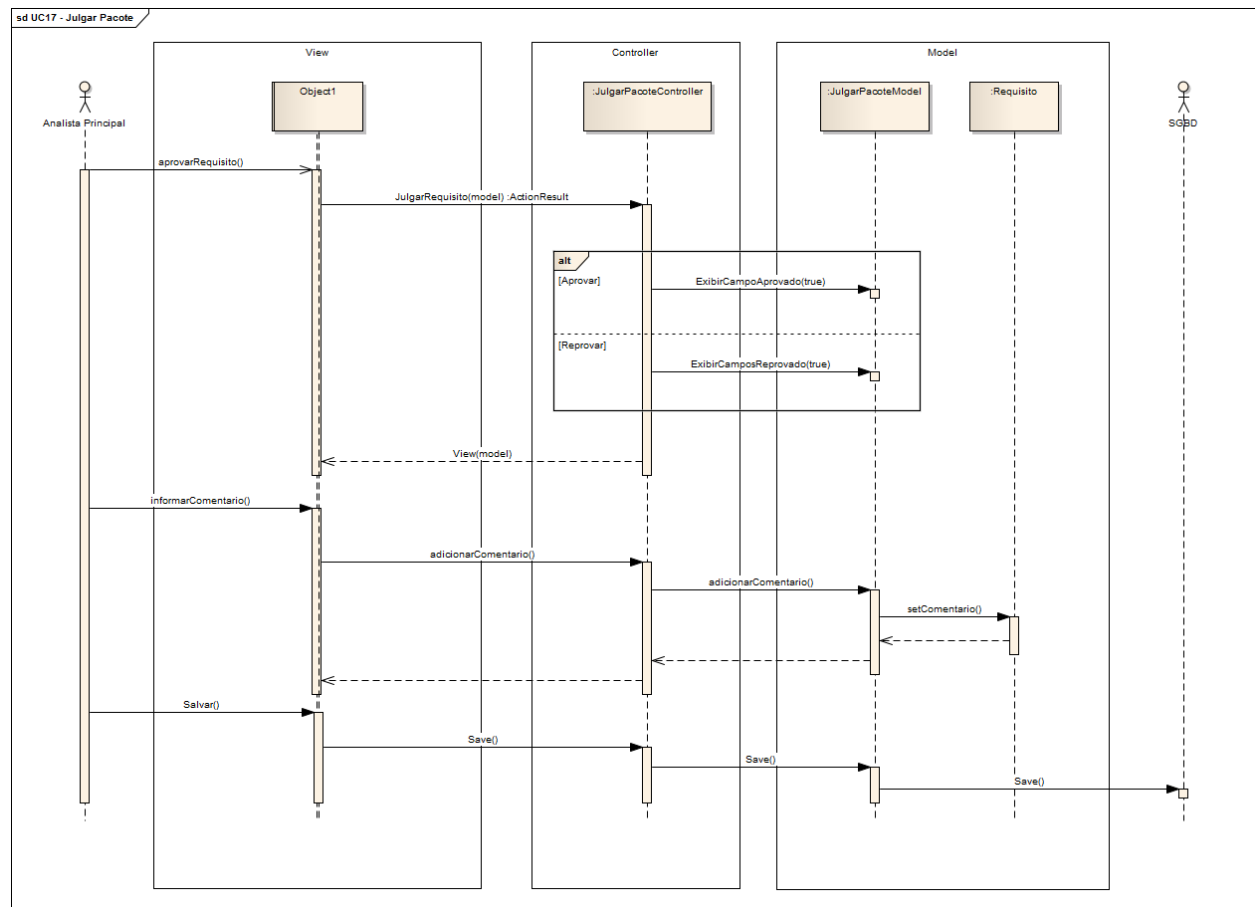 sd UC17 - Julgar Pacote
View
Controller
Model
Object1
:JulgarPacoteController
:JulgarPacoteModel
:Requisito
Analista Principal
SGBD
aprovarRequisito()
JulgarRequisito(model) :ActionResult
alt
[Aprovar]
ExibirCampoAprovado(true)
[Reprovar]
ExibirCamposReprovado(true)
View(model)
informarComentario()
adicionarComentario()
adicionarComentario()
setComentario()
Salvar()
Save()
Save()
Save()